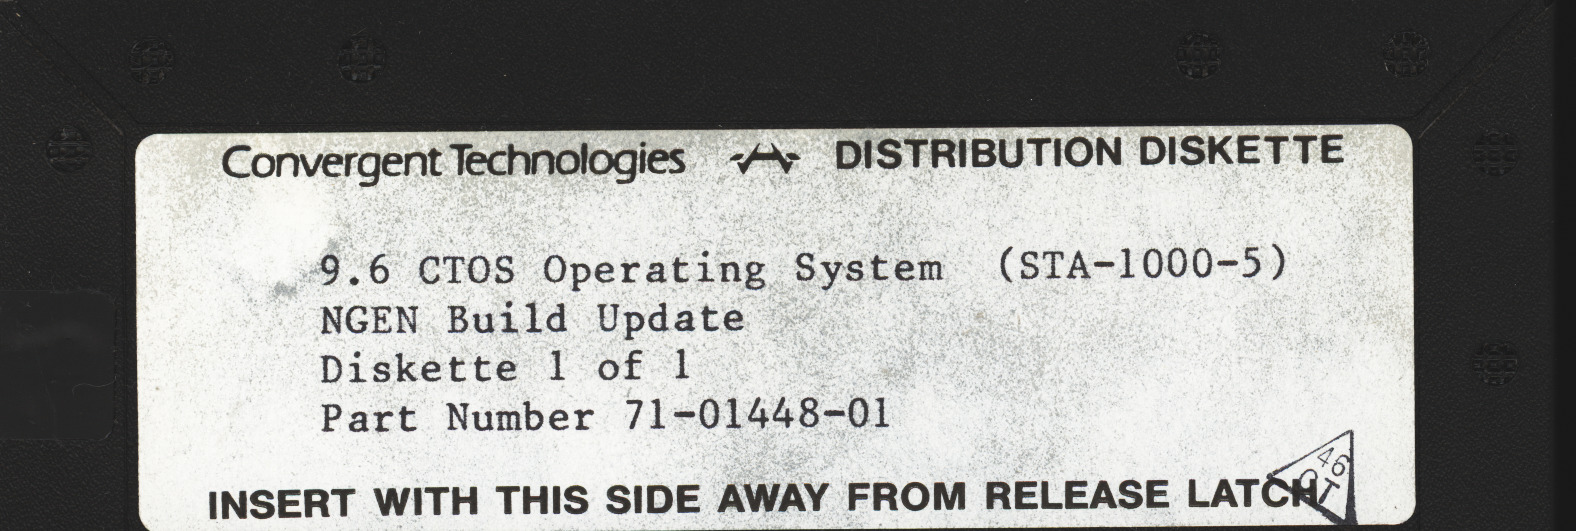 Convergent Technologies DISTRIBUTION DISKETTE
9.6 CTOS Operating System (STA-1000-5)
NGEN Build Update
Diskette 1 of 1
Part Number 71-01448-01
46
INSERT WITH THIS SIDE AWAY FROM RELEASE LATCH